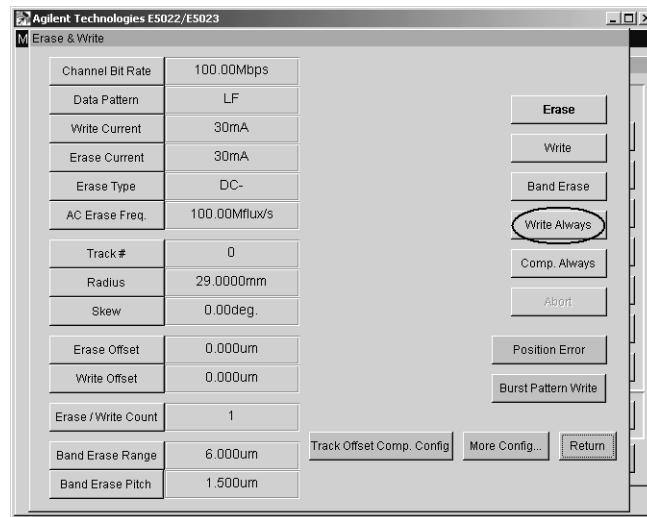 Agilent Technologies E5022/E5023
M Erase & Write
Channel Bit Rate 100.00Mbps
Data Pattern LF
Write Current 30mA
Erase Current 30mA
Erase Type DC-
AC Erase Freq. 100.00Mflux/s
Track# 0
Radius 29.0000mm
Skew 0.00deg.
Erase Offset 0.000um
Write Offset 0.000um
Erase / Write Count 1
Band Erase Range 6.000um
Band Erase Pitch 1.500um
Erase
Write
Band Erase
Write Always
Comp. Always
Abort
Position Error
Burst Pattern Write
Track Offset Comp. Config More Config... Return